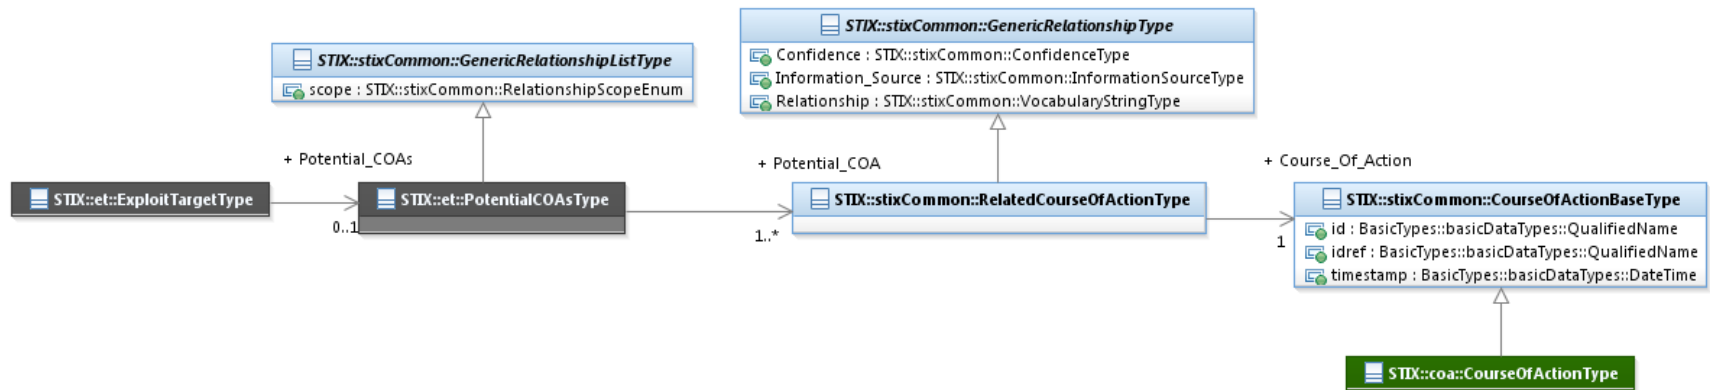 STIX::stixCommon::GenericRelationshipListType
scope : STIX::stixCommon::RelationshipScopeEnum
STIX::stixCommon::GenericRelationshipType
Confidence : STIX::stixCommon::ConfidenceType
Information_Source : STIX::stixCommon::InformationSourceType
Relationship : STIX::stixCommon::VocabularyStringType
+ Potential_COAs
+ Potential_COA
+ Course_Of_Action
STIX::et::ExploitTargetType
0..1
STIX::et::PotentialCOAsType
1..*
STIX::stixCommon::RelatedCourseOfActionType
1
STIX::stixCommon::CourseOfActionBaseType
id : BasicTypes::basicDataTypes::QualifiedName
idref : BasicTypes::basicDataTypes::QualifiedName
timestamp : BasicTypes::basicDataTypes::DateTime
STIX::coa::CourseOfActionType